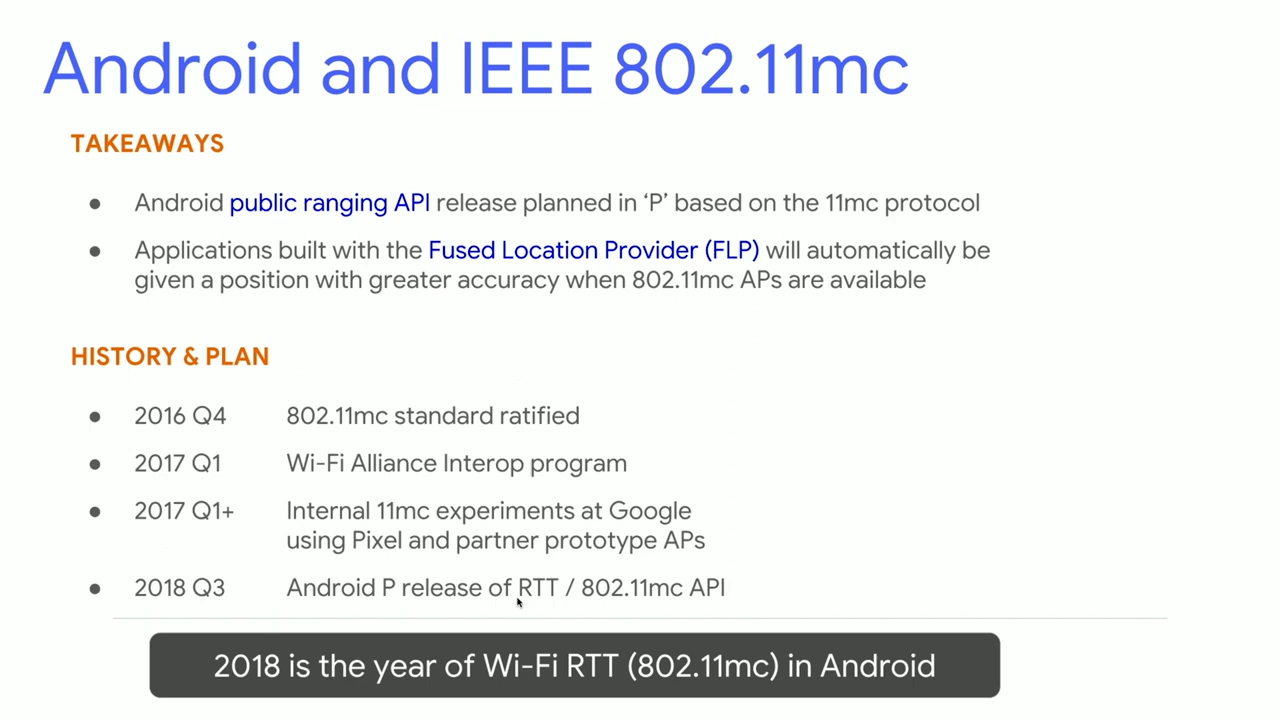 Android and IEEE 802.11mc
TAKEAWAYS
● Android public ranging API release planned in ‘P’ based on the 11mc protocol
● Applications built with the Fused Location Provider (FLP) will automatically be
given a position with greater accuracy when 802.11mc APs are available
HISTORY & PLAN
● 2016 Q4 802.11mc standard ratified
● 2017 Q1 Wi-Fi Alliance Interop program
● 2017 Q1+ Internal 11mc experiments at Google
using Pixel and partner prototype APs
● 2018 Q3 Android P release of RTT / 802.11mc API
2018 is the year of Wi-Fi RTT (802.11mc) in Android